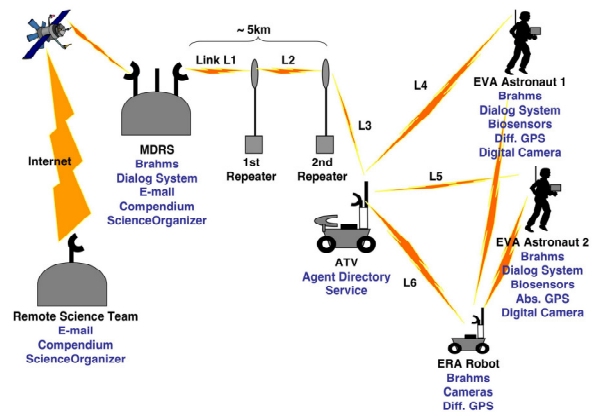 ~ 5km
Link L1
L2
L3
L4
L5
L6
Internet
MDRS
Brahms
Dialog System
E-mail
Compendium
ScienceOrganizer
1st
Repeater
2nd
Repeater
EVA Astronaut 1
Brahms
Dialog System
Biosensors
Diff. GPS
Digital Camera
EVA Astronaut 2
Brahms
Dialog System
Biosensors
Abs. GPS
Digital Camera
ATV
Agent Directory
Service
Remote Science Team
E-mail
Compendium
ScienceOrganizer
ERA Robot
Brahms
Cameras
Diff. GPS